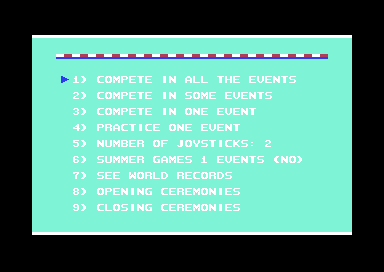 1) COMPETE IN ALL THE EVENTS
2) COMPETE IN SOME EVENTS
3) COMPETE IN ONE EVENT
4) PRACTICE ONE EVENT
5) NUMBER OF JOYSTICKS: 2
6) SUMMER GAMES 1 EVENTS (NO)
7) SEE WORLD RECORDS
8) OPENING CEREMONIES
9) CLOSING CEREMONIES